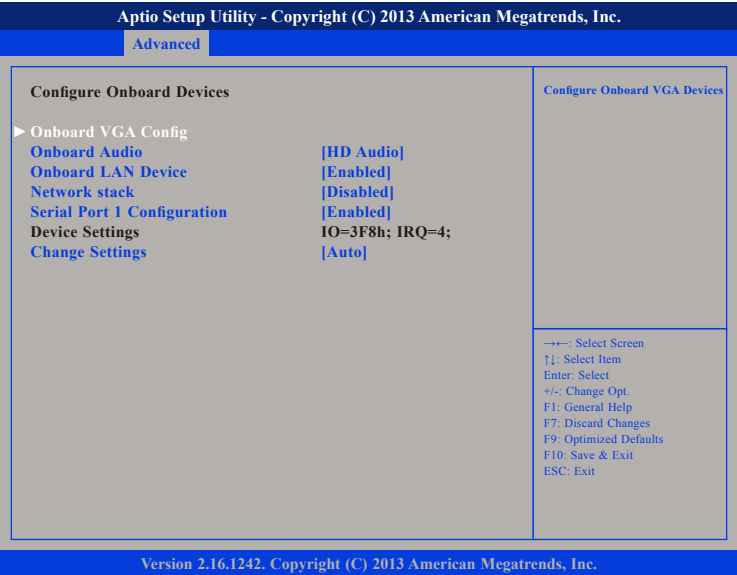 Aptio Setup Utility - Copyright (C) 2013 American Megatrends, Inc.
Advanced
Configure Onboard Devices
► Onboard VGA Config
Onboard Audio [HD Audio]
Onboard LAN Device [Enabled]
Network stack [Disabled]
Serial Port 1 Configuration [Enabled]
Device Settings IO=3F8h; IRQ=4;
Change Settings [Auto]
Configure Onboard VGA Devices
→←: Select Screen
↑↓: Select Item
Enter: Select
+/-: Change Opt.
F1: General Help
F7: Discard Changes
F9: Optimized Defaults
F10: Save & Exit
ESC: Exit
Version 2.16.1242. Copyright (C) 2013 American Megatrends, Inc.